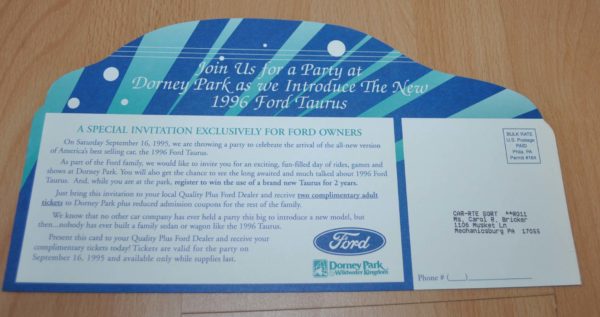 Join Us for a Party at
Dorney Park as we Introduce The New
1996 Ford Taurus
A SPECIAL INVITATION EXCLUSIVELY FOR FORD OWNERS
On Saturday September 16, 1995, we are throwing a party to celebrate the arrival of the all-new version
of America's best selling car, the 1996 Ford Taurus.
As part of the Ford family, we would like to invite you for an exciting, fun-filled day of rides, games and
shows at Dorney Park. You will also get the chance to see the long awaited and much talked about 1996 Ford
Taurus. And, while you are at the park, register to win the use of a brand new Taurus for 2 years.
Just bring this invitation to your local Quality Plus Ford Dealer and receive two complimentary adult
tickets to Dorney Park plus reduced admission coupons for the rest of the family.
We know that no other car company has ever held a party this big to introduce a new model, but
then...nobody has ever built a family sedan or wagon like the 1996 Taurus.
Present this card to your Quality Plus Ford Dealer and receive your
complimentary tickets today! Tickets are valid for the party on
September 16, 1995 and available only while supplies last.
Ford
Dorney Park
& Wildwater Kingdom
BULK RATE
U.S. Postage
PAID
Phila, PA
Permit #184
CAR-RTE SORT **R011
Ms. Carol R. Bricker
1106 Musket Ln
Mechanicsburg PA 17055
Phone # (      )